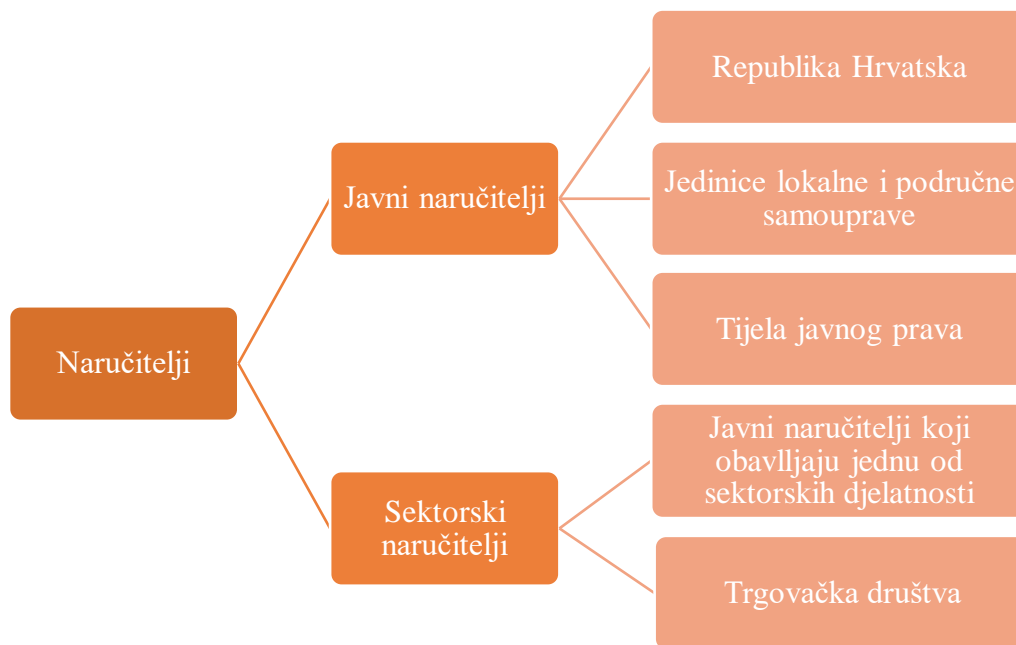 Republika Hrvatska
Javni naručitelji
Jedinice lokalne i područne
samouprave
Tijela javnog prava
Naručitelji
Sektorski
naručitelji
Javni naručitelji koji
obavlljaju jednu od
sektorskih djelatnosti
Trgovačka društva